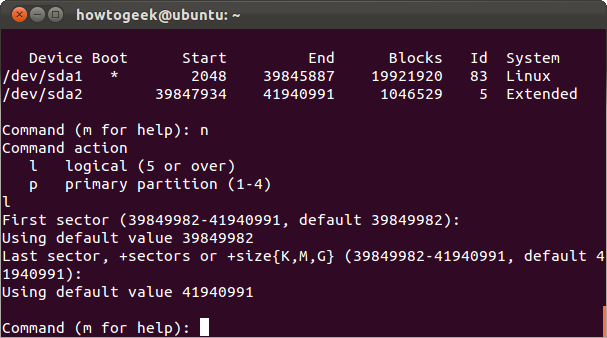 howtogeek@ubuntu: ~
   Device Boot      Start         End      Blocks   Id  System
/dev/sda1   *        2048    39845887    19921920   83  Linux
/dev/sda2        39847934    41940991     1046529    5  Extended
Command (m for help): n
Command action
   l   logical (5 or over)
   p   primary partition (1-4)
l
First sector (39849982-41940991, default 39849982):
Using default value 39849982
Last sector, +sectors or +size{K,M,G} (39849982-41940991, default 4
1940991):
Using default value 41940991
Command (m for help):